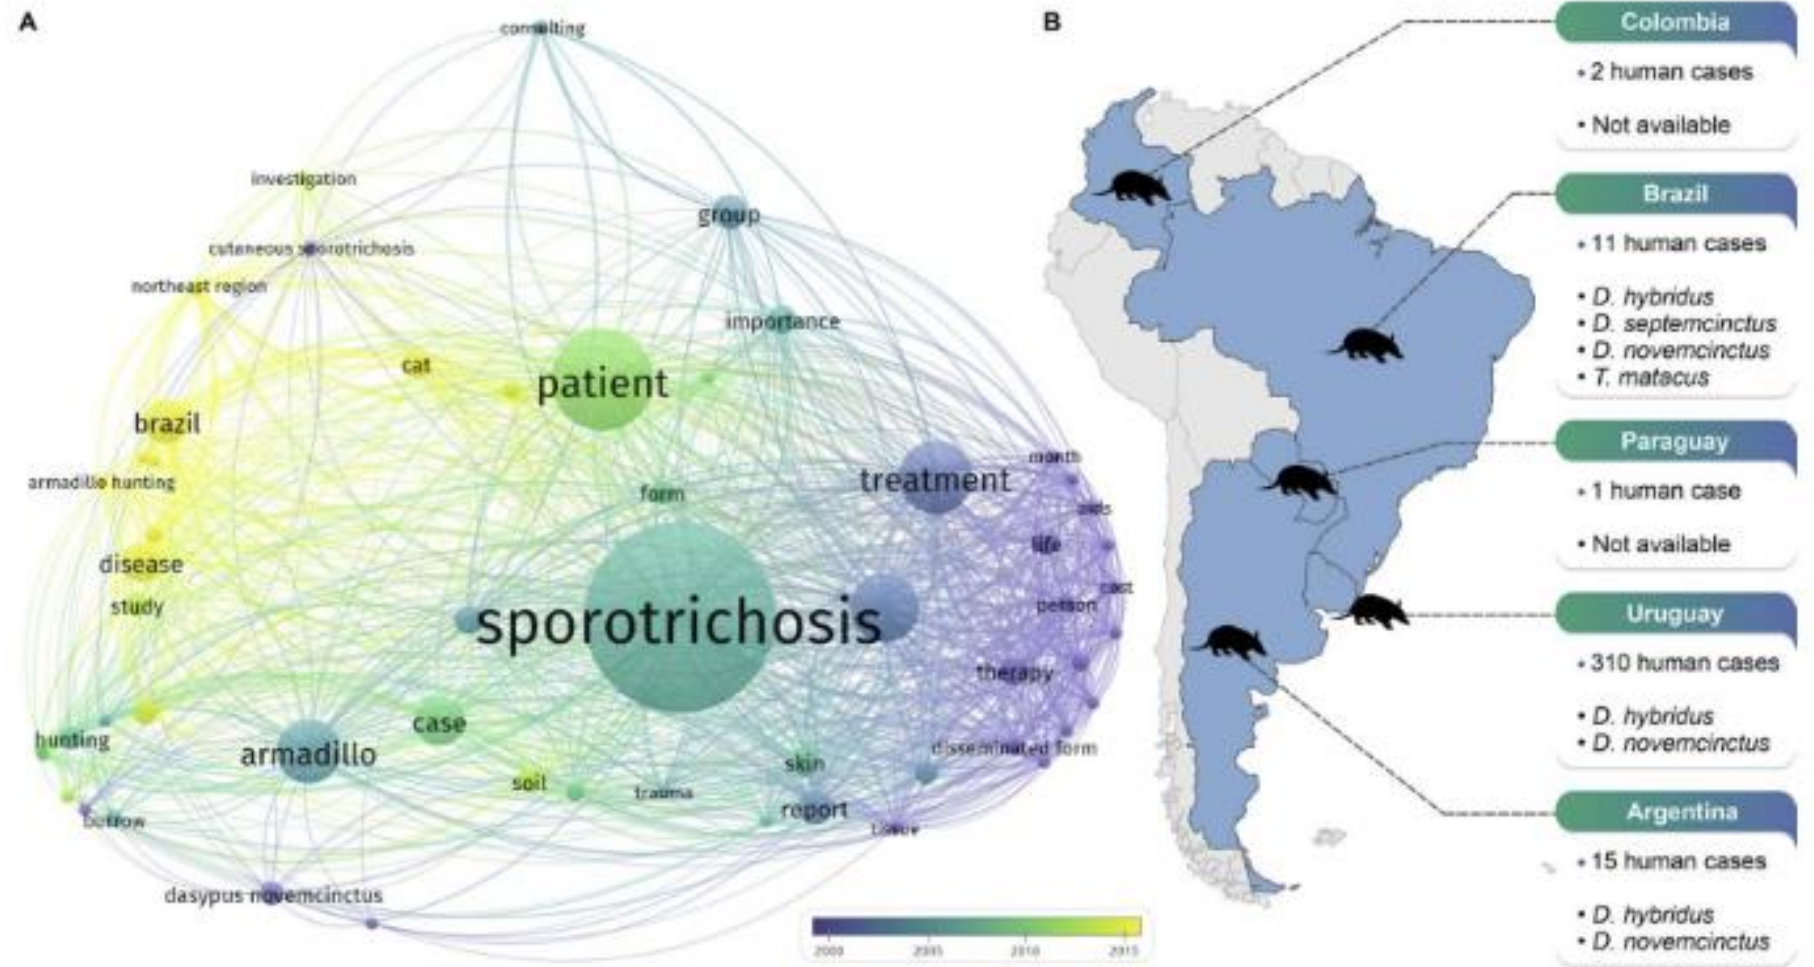 A
consulting
investigation
group
cutaneous sporotrichosis
northeast region
importance
cat
patient
brazil
month
treatment
armadillo hunting
form
aids
life
disease
cost
study
person
sporotrichosis
therapy
case
hunting
disseminated form
armadillo
skin
soil
trauma
report
burrow
tissue
dasypus novemcinctus
2000
2005
2010
2015
B
Colombia
• 2 human cases
• Not available
Brazil
• 11 human cases
• D. hybridus
• D. septemcinctus
• D. novemcinctus
• T. matacus
Paraguay
• 1 human case
• Not available
Uruguay
• 310 human cases
• D. hybridus
• D. novemcinctus
Argentina
• 15 human cases
• D. hybridus
• D. novemcinctus